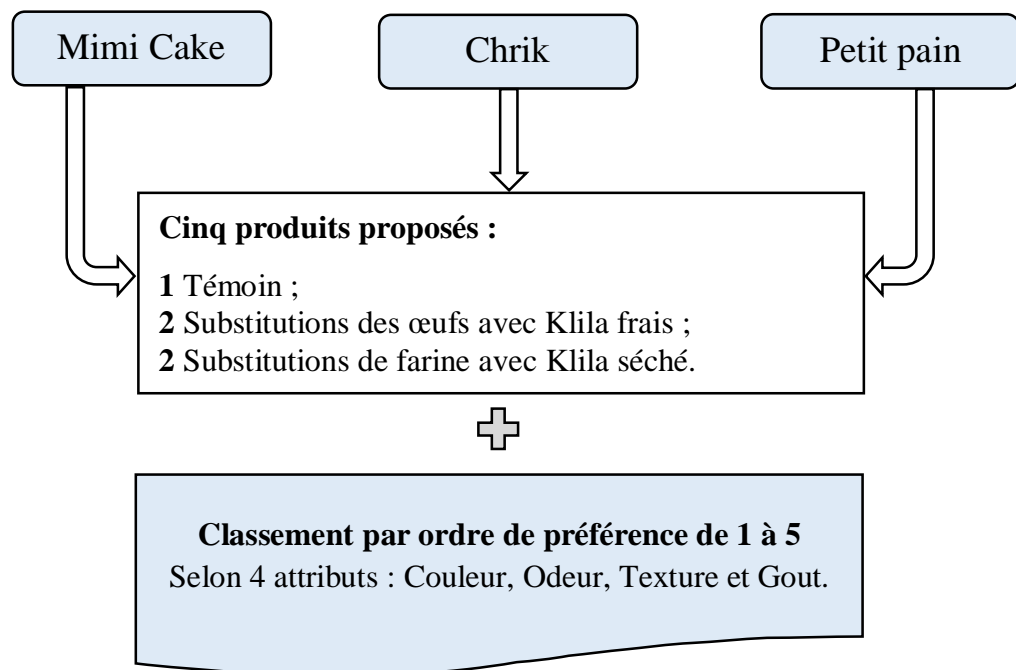 Mimi Cake
Chrik
Petit pain
Cinq produits proposés :
1 Témoin ;
2 Substitutions des œufs avec Klila frais ;
2 Substitutions de farine avec Klila séché.
Classement par ordre de préférence de 1 à 5
Selon 4 attributs : Couleur, Odeur, Texture et Gout.